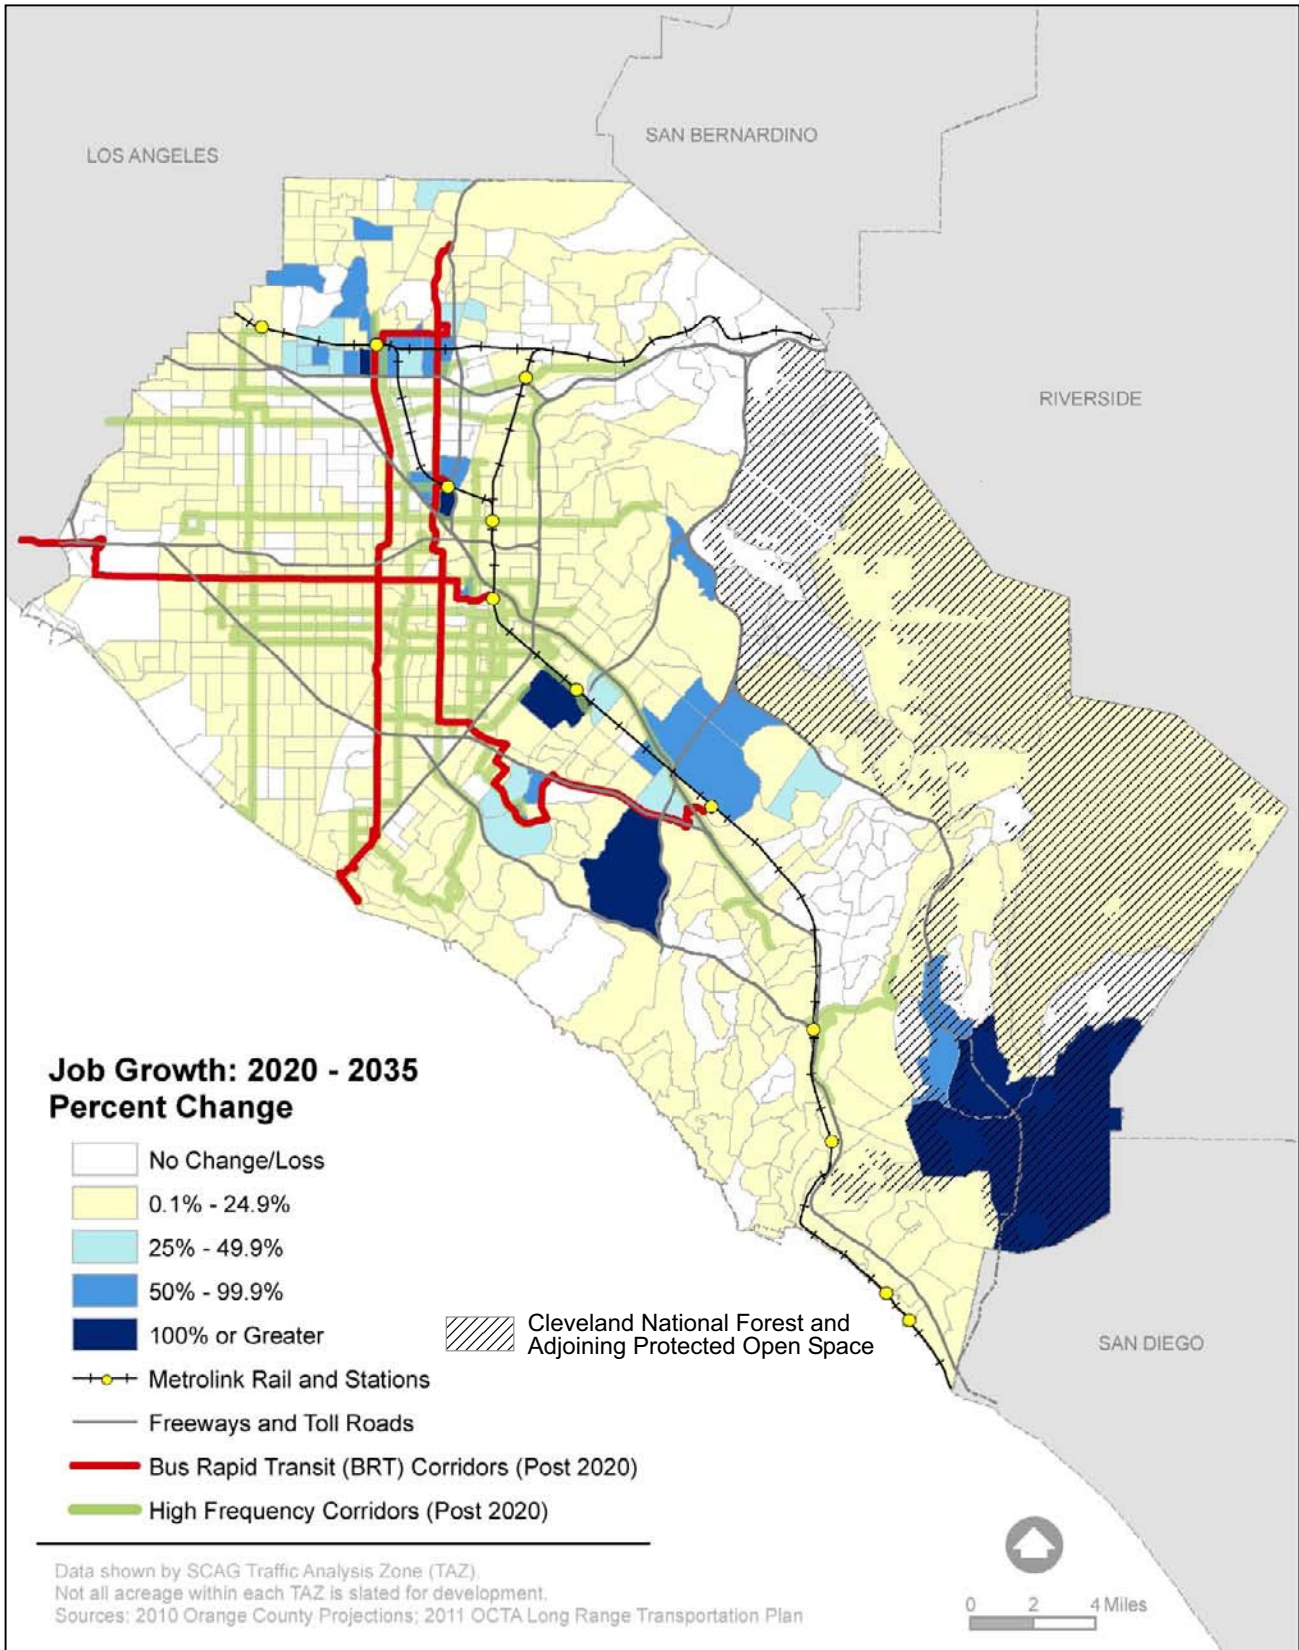 LOS ANGELES
SAN BERNARDINO
RIVERSIDE
Job Growth: 2020 - 2035
Percent Change
No Change/Loss
0.1% - 24.9%
25% - 49.9%
50% - 99.9%
100% or Greater
Cleveland National Forest and
Adjoining Protected Open Space
SAN DIEGO
Metrolink Rail and Stations
Freeways and Toll Roads
Bus Rapid Transit (BRT) Corridors (Post 2020)
High Frequency Corridors (Post 2020)
Data shown by SCAG Traffic Analysis Zone (TAZ).
Not all acreage within each TAZ is slated for development.
Sources: 2010 Orange County Projections; 2011 OCTA Long Range Transportation Plan
0 2 4 Miles